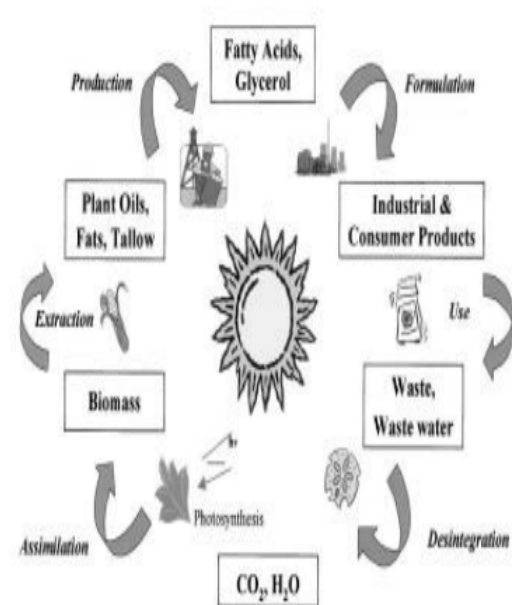 Fatty Acids,
Glycerol
Production
Formulation
Plant Oils,
Fats, Tallow
Industrial &
Consumer Products
Extraction
Use
Biomass
Waste,
Waste water
hν
Photosynthesis
Assimilation
Desintegration
CO₂, H₂O